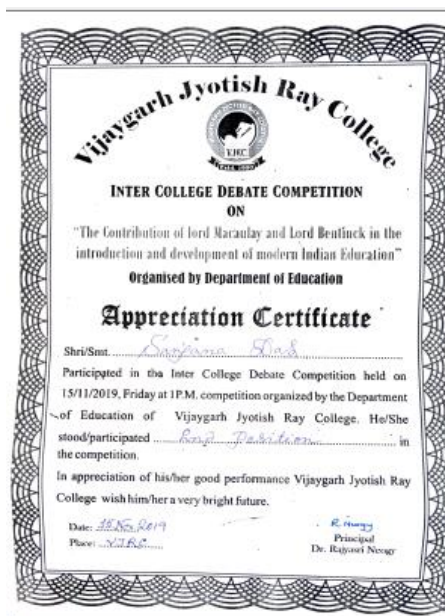 Vijaygarh Jyotish Ray College
VJRC
INTER COLLEGE DEBATE COMPETITION
ON
"The Contribution of lord Macaulay and Lord Bentinck in the
introduction and development of modern Indian Education"
Organised by Department of Education
Appreciation Certificate
Shri/Smt. Sanjana Das
Participated in the Inter College Debate Competition held on
15/11/2019, Friday at 1P.M. competition organized by the Department
of Education of Vijaygarh Jyotish Ray College. He/She
stood/participated 2nd Position in
the competition.
In appreciation of his/her good performance Vijaygarh Jyotish Ray
College wish him/her a very bright future.
Date: 15 Nov 2019
Place: VJRC
R Neogy
Principal
Dr. Rajyasri Neogy